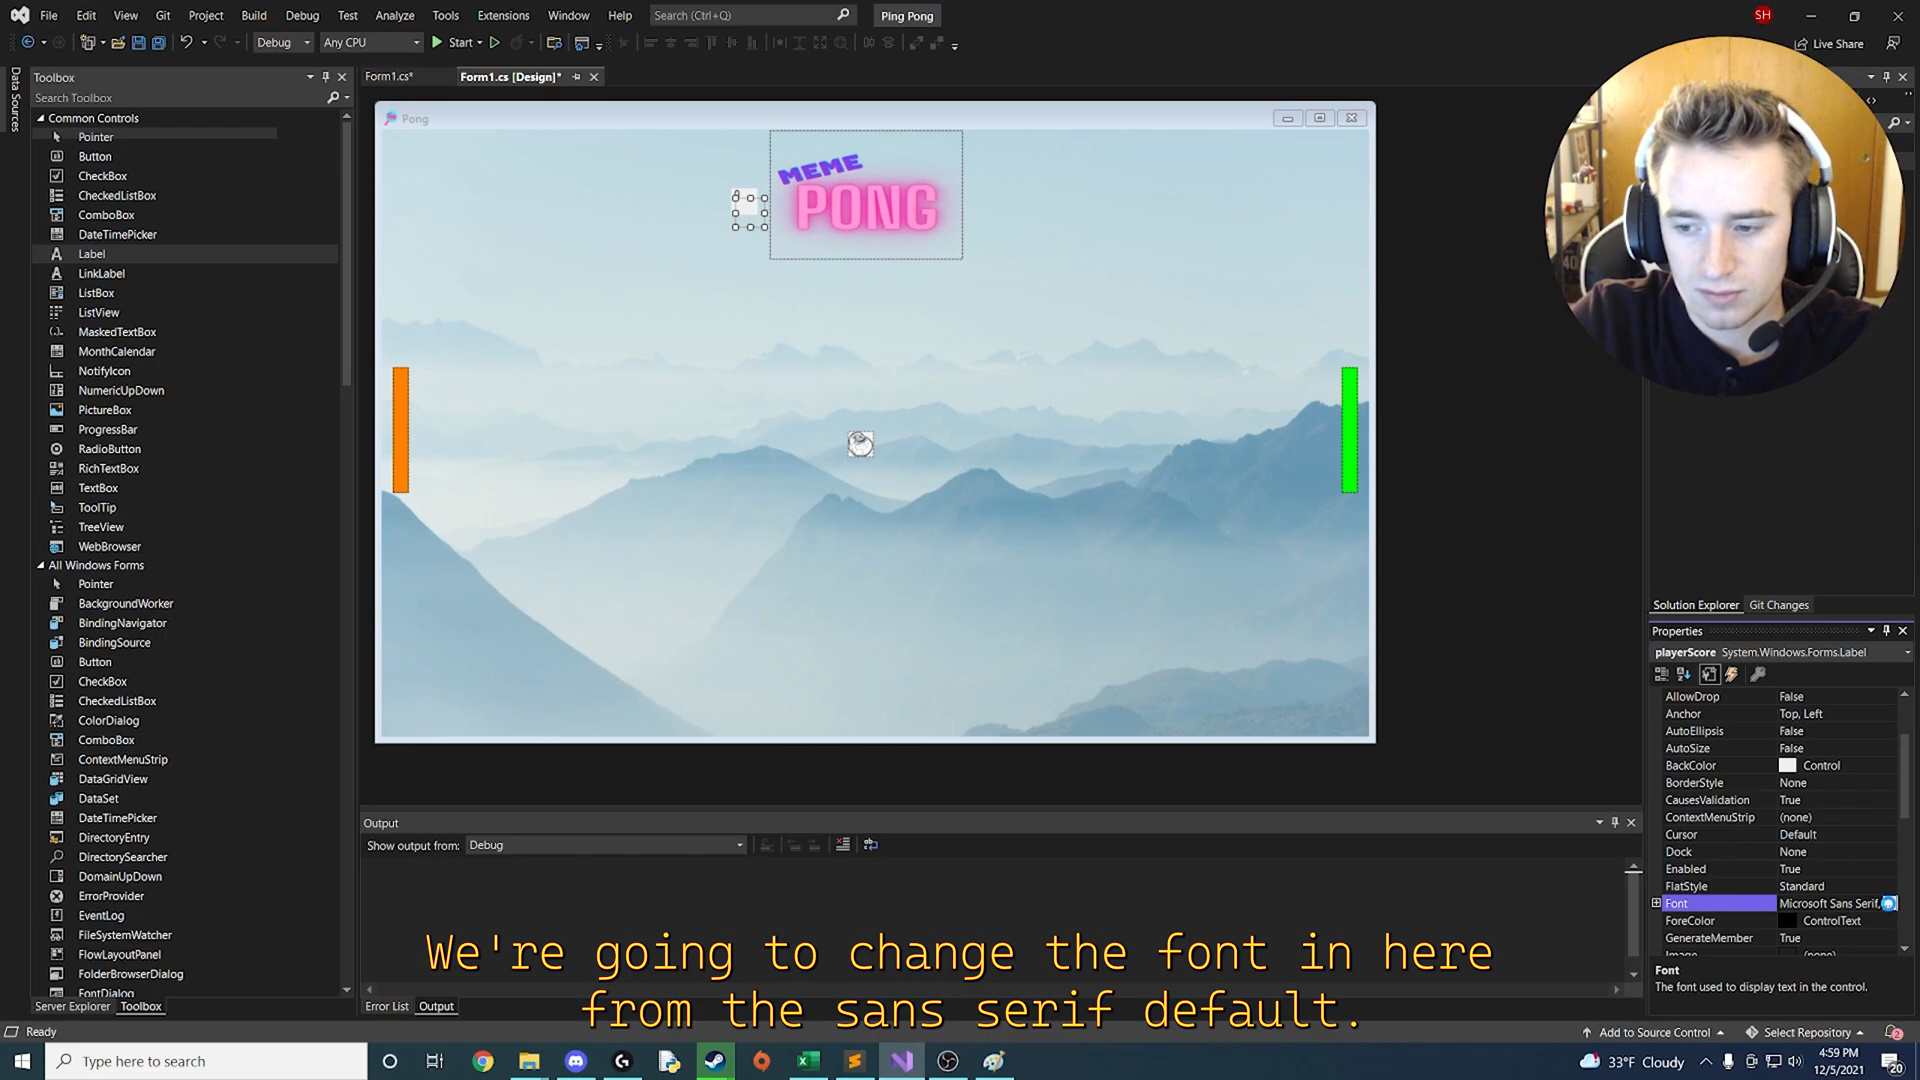 File Edit View Git Project Build Debug Test Analyze Tools Extensions Window Help Search (Ctrl+Q) Ping Pong SH
Debug Any CPU Start Live Share
Data Sources
Toolbox
Search Toolbox
Common Controls
Pointer
Button
CheckBox
CheckedListBox
ComboBox
DateTimePicker
Label
LinkLabel
ListBox
ListView
MaskedTextBox
MonthCalendar
NotifyIcon
NumericUpDown
PictureBox
ProgressBar
RadioButton
RichTextBox
TextBox
ToolTip
TreeView
WebBrowser
All Windows Forms
Pointer
BackgroundWorker
BindingNavigator
BindingSource
Button
CheckBox
CheckedListBox
ColorDialog
ComboBox
ContextMenuStrip
DataGridView
DataSet
DateTimePicker
DirectoryEntry
DirectorySearcher
DomainUpDown
ErrorProvider
EventLog
FileSystemWatcher
FlowLayoutPanel
FolderBrowserDialog
FontDialog
Server Explorer Toolbox
Form1.cs* Form1.cs [Design]*
Pong
MEME
PONG
Output
Show output from: Debug
Error List Output
Solution Explorer Git Changes
Properties
playerScore System.Windows.Forms.Label
AllowDrop False
Anchor Top, Left
AutoEllipsis False
AutoSize False
BackColor Control
BorderStyle None
CausesValidation True
ContextMenuStrip (none)
Cursor Default
Dock None
Enabled True
FlatStyle Standard
Font Microsoft Sans Serif,
ForeColor ControlText
GenerateMember True
Image (none)
Font
The font used to display text in the control.
We're going to change the font in here
from the sans serif default.
Ready Add to Source Control Select Repository 2
Type here to search 33°F Cloudy 4:59 PM
12/5/2021 20